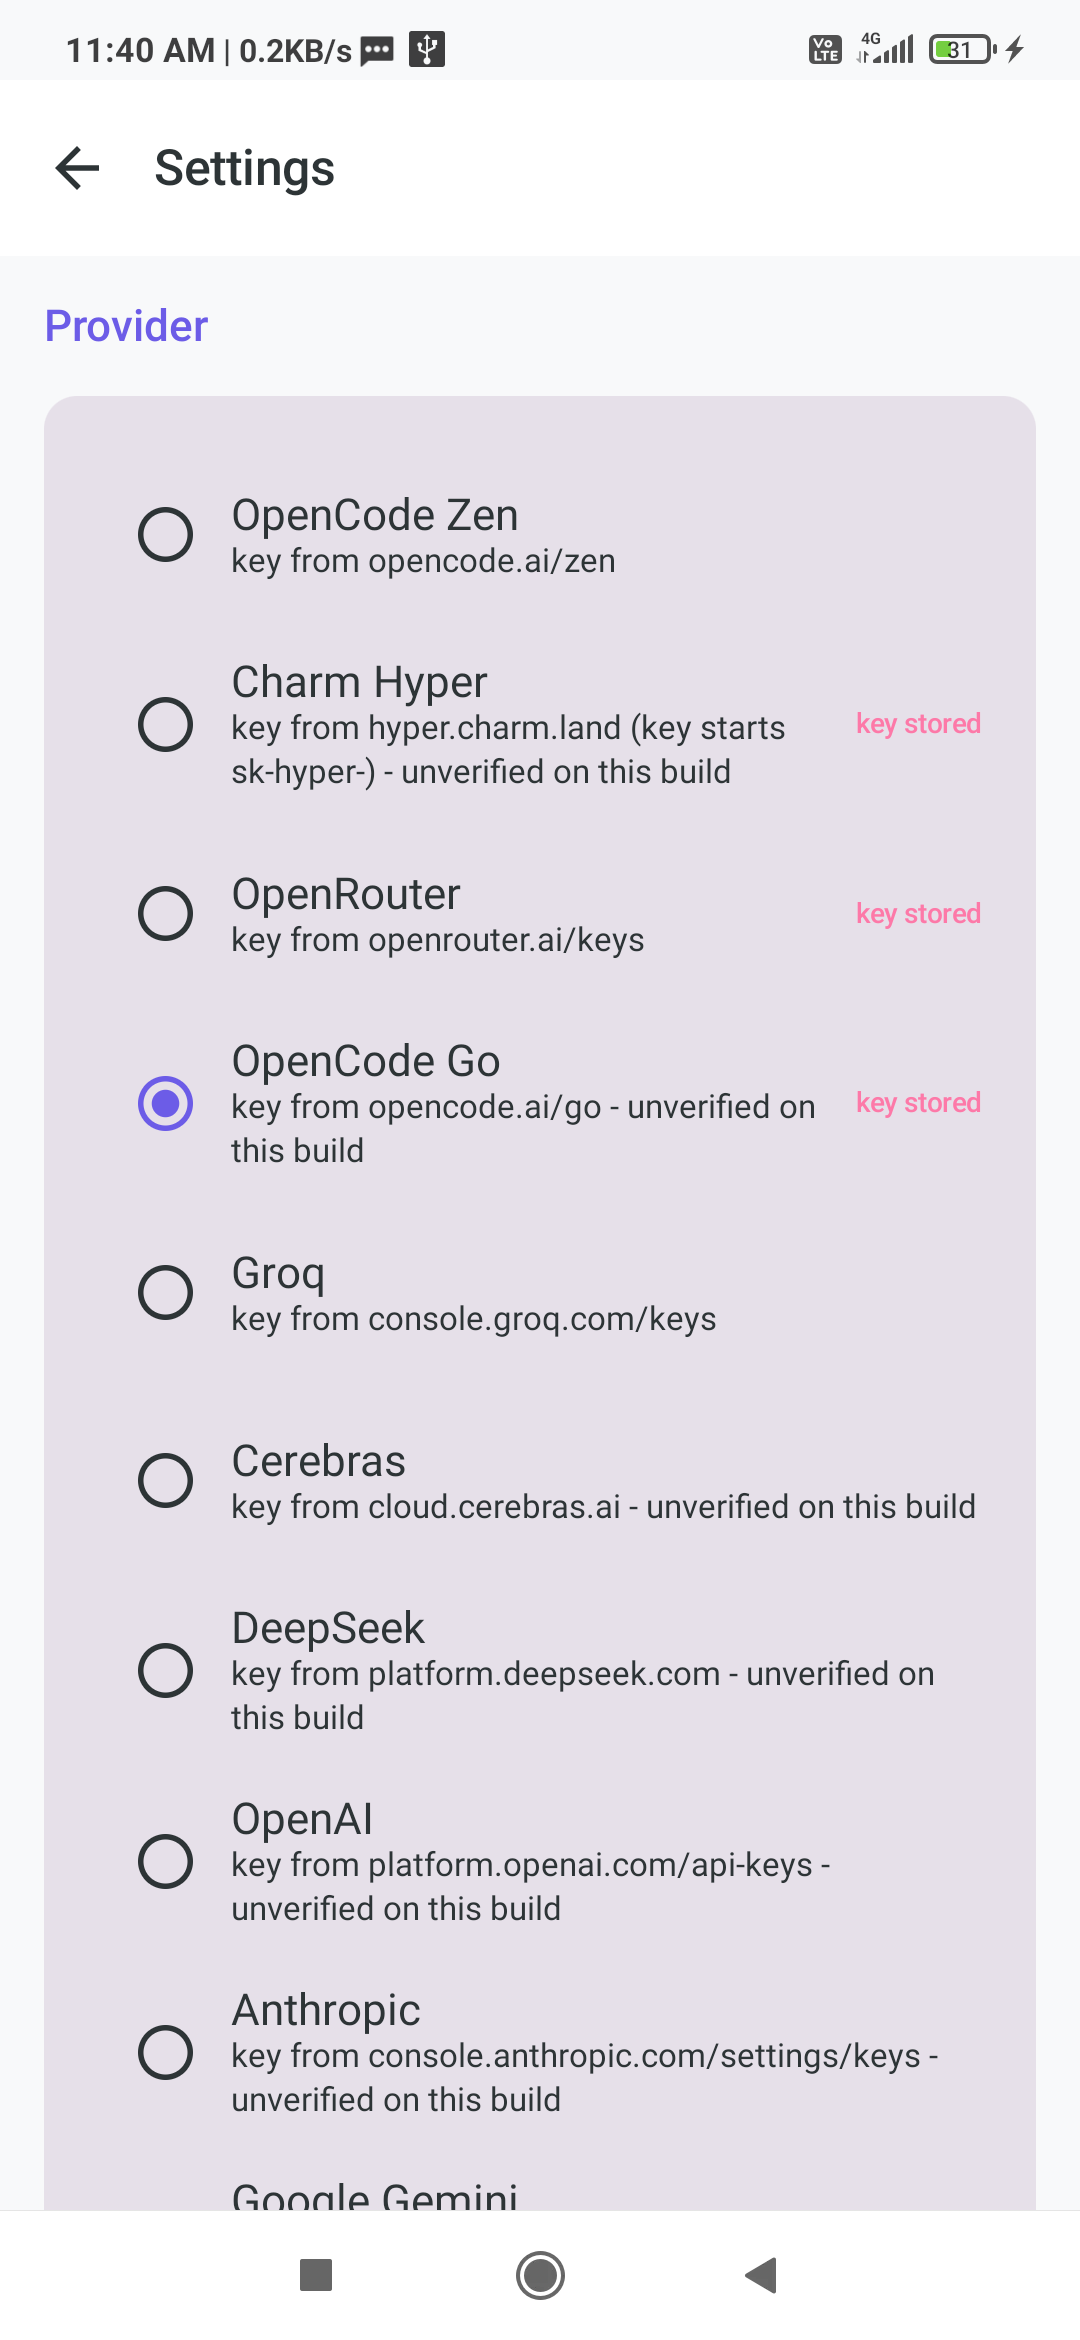 11:40 AM | 0.2KB/s
Vo LTE 4G 31
Settings
Provider
OpenCode Zen
key from opencode.ai/zen
Charm Hyper
key from hyper.charm.land (key starts
sk-hyper-) - unverified on this build
key stored
OpenRouter
key from openrouter.ai/keys
key stored
OpenCode Go
key from opencode.ai/go - unverified on
this build
key stored
Groq
key from console.groq.com/keys
Cerebras
key from cloud.cerebras.ai - unverified on this build
DeepSeek
key from platform.deepseek.com - unverified on
this build
OpenAI
key from platform.openai.com/api-keys -
unverified on this build
Anthropic
key from console.anthropic.com/settings/keys -
unverified on this build
Google Gemini